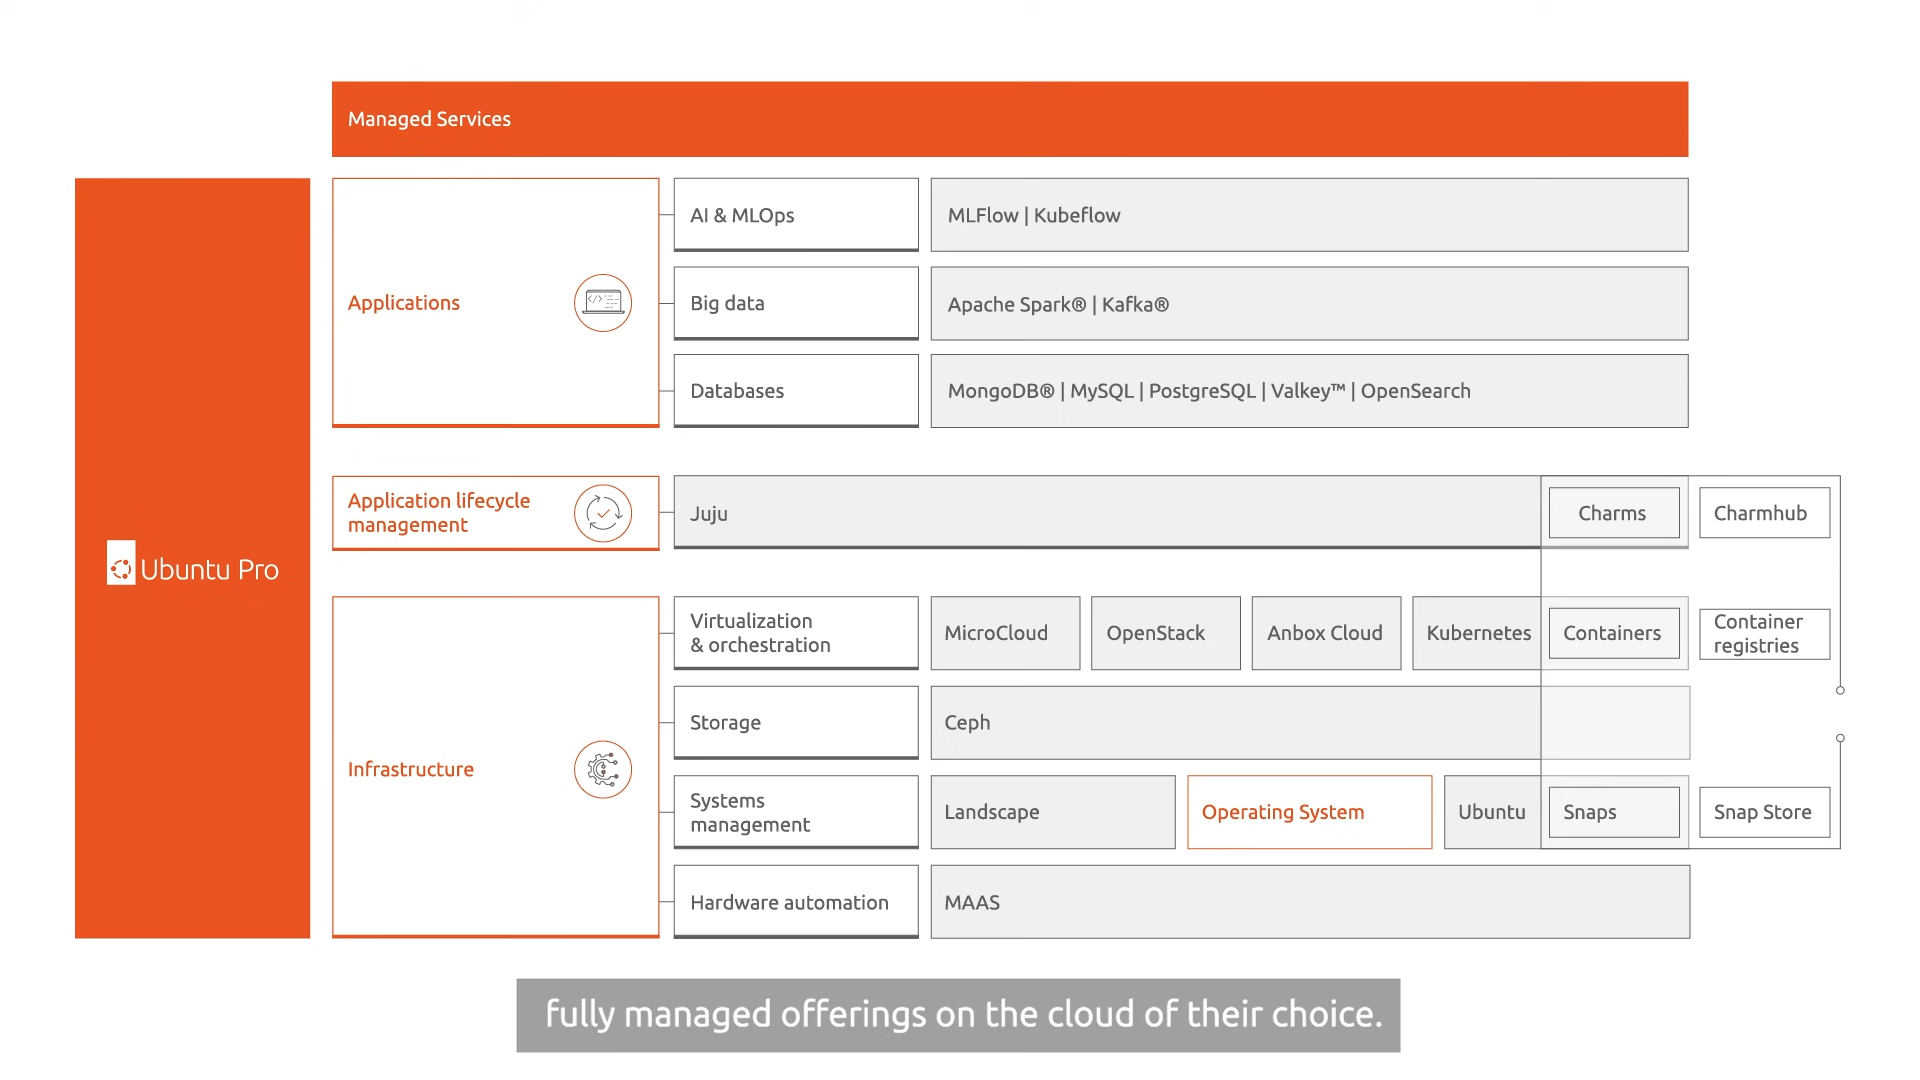 Managed Services
Ubuntu Pro
Applications
AI & MLOps
MLFlow | Kubeflow
Big data
Apache Spark® | Kafka®
Databases
MongoDB® | MySQL | PostgreSQL | Valkey™ | OpenSearch
Application lifecycle
management
Juju
Charms
Charmhub
Infrastructure
Virtualization
& orchestration
MicroCloud
OpenStack
Anbox Cloud
Kubernetes
Containers
Container
registries
Storage
Ceph
Systems
management
Landscape
Operating System
Ubuntu
Snaps
Snap Store
Hardware automation
MAAS
fully managed offerings on the cloud of their choice.